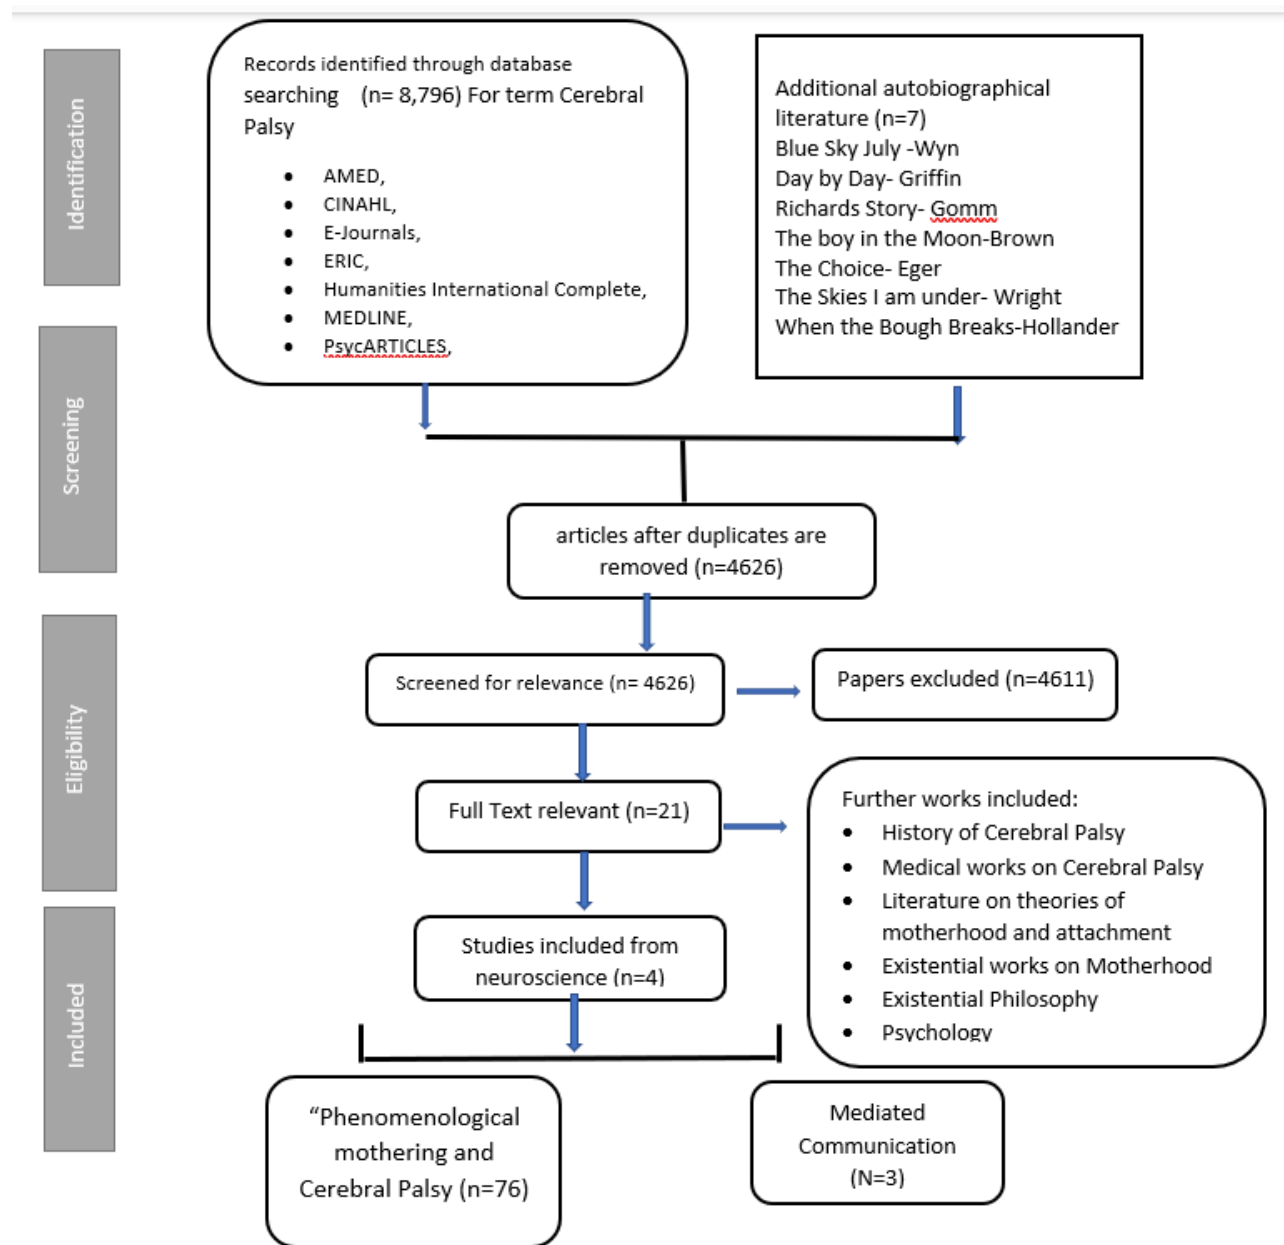 Identification
Records identified through database
searching (n= 8,796) For term Cerebral
Palsy
• AMED,
• CINAHL,
• E-Journals,
• ERIC,
• Humanities International Complete,
• MEDLINE,
• PsycARTICLES,
Additional autobiographical
literature (n=7)
Blue Sky July -Wyn
Day by Day- Griffin
Richards Story- Gomm
The boy in the Moon-Brown
The Choice- Eger
The Skies I am under- Wright
When the Bough Breaks-Hollander
Screening
articles after duplicates are
removed (n=4626)
Eligibility
Screened for relevance (n= 4626)
Papers excluded (n=4611)
Full Text relevant (n=21)
Further works included:
• History of Cerebral Palsy
• Medical works on Cerebral Palsy
• Literature on theories of
motherhood and attachment
• Existential works on Motherhood
• Existential Philosophy
• Psychology
Included
Studies included from
neuroscience (n=4)
“Phenomenological
mothering and
Cerebral Palsy (n=76)
Mediated
Communication
(N=3)